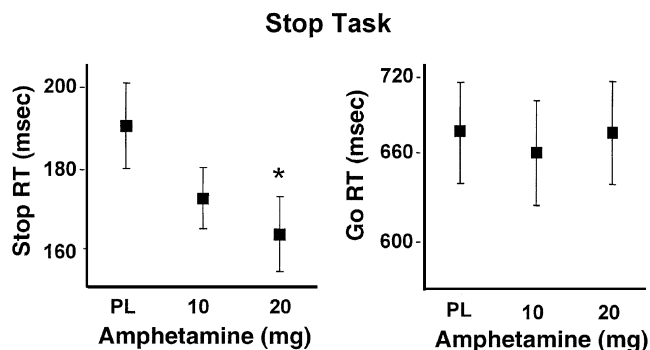 Stop Task
Stop RT (msec)
200
180
160
*
PL 10 20
Amphetamine (mg)
Go RT (msec)
720
660
600
PL 10 20
Amphetamine (mg)